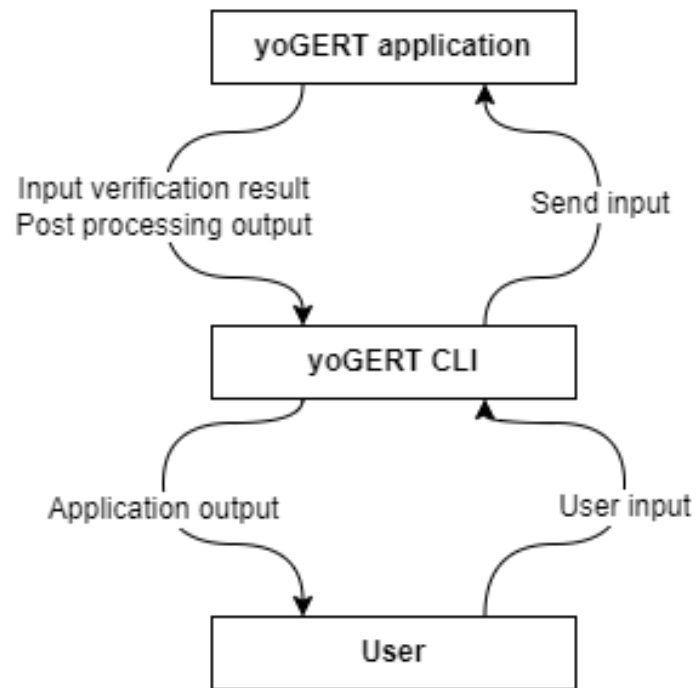 yoGERT application
Input verification result
Post processing output
Send input
yoGERT CLI
Application output
User input
User